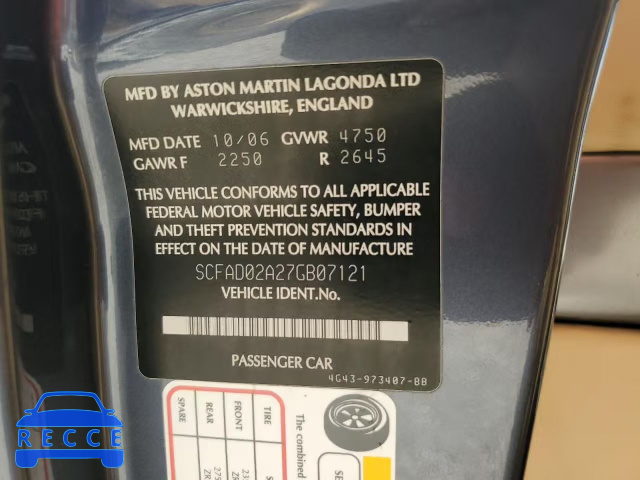 MFD BY ASTON MARTIN LAGONDA LTD
WARWICKSHIRE, ENGLAND
MFD DATE 10/06 GVWR 4750
GAWR F 2250 R 2645
THIS VEHICLE CONFORMS TO ALL APPLICABLE
FEDERAL MOTOR VEHICLE SAFETY, BUMPER
AND THEFT PREVENTION STANDARDS IN
EFFECT ON THE DATE OF MANUFACTURE.
SCFAD02A27GB07121
VEHICLE IDENT.No.
PASSENGER CAR
4G43-973407-BB
TIRE
FRONT
REAR
SPARE
The combined
RECCE